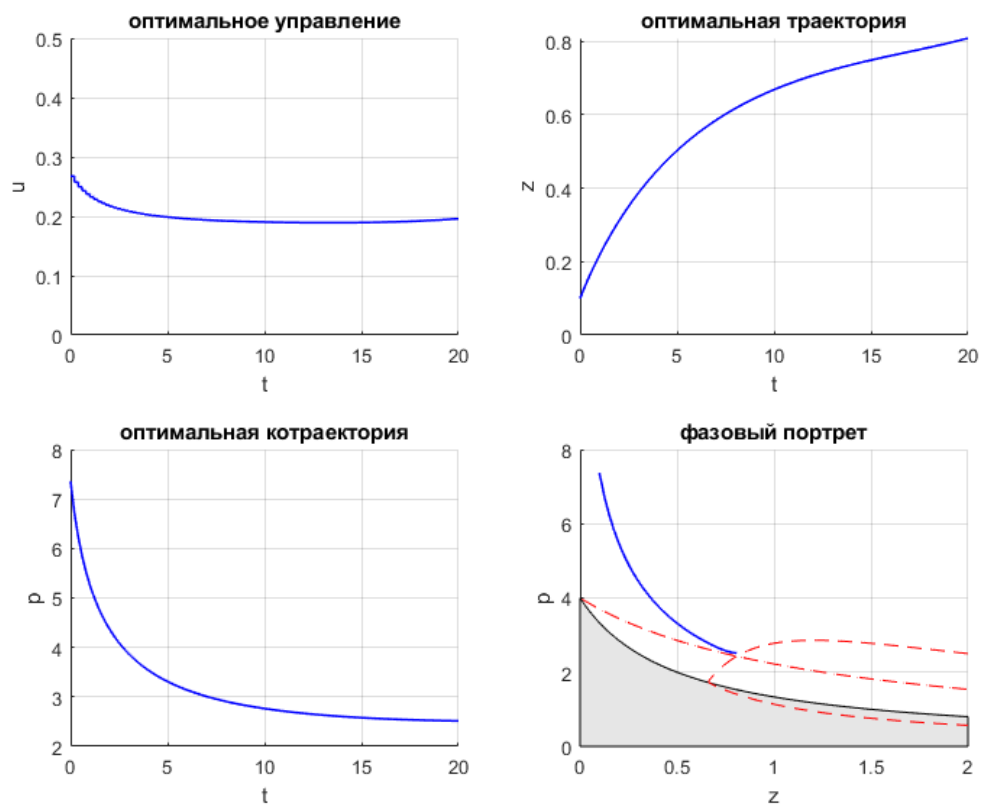 оптимальное управление
0.5
0.4
0.3
0.2
0.1
0
u
0 5 10 15 20
t
оптимальная траектория
0.8
0.6
0.4
0.2
0
z
0 5 10 15 20
t
оптимальная котраектория
8
7
6
5
4
3
2
p
0 5 10 15 20
t
фазовый портрет
8
6
4
2
0
p
0 0.5 1 1.5 2
z